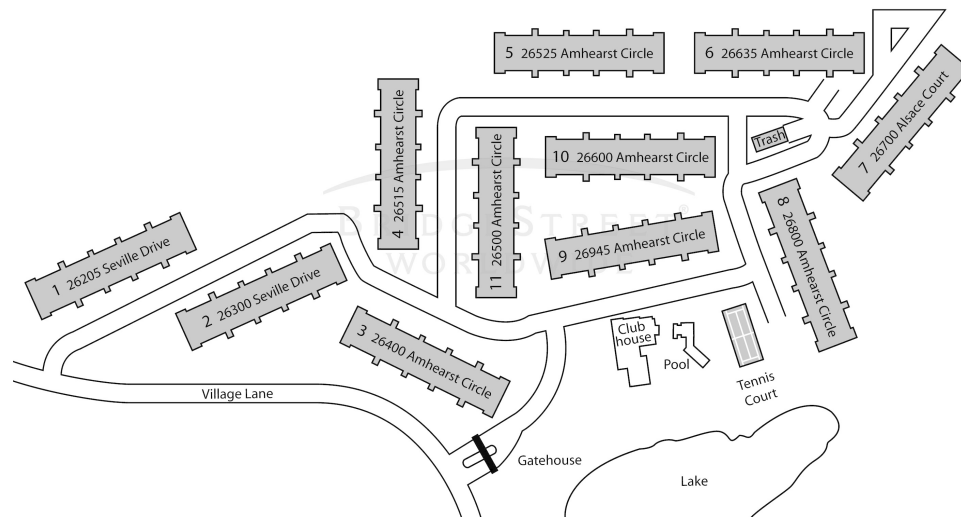 5 26525 Amhearst Circle
6 26635 Amhearst Circle
7 26700 Alsace Court
Trash
4 26515 Amhearst Circle
11 26500 Amhearst Circle
10 26600 Amhearst Circle
8 26800 Amhearst Circle
BRIDGESTREET®
WORLDWIDE
9 26945 Amhearst Circle
1 26205 Seville Drive
2 26300 Seville Drive
3 26400 Amhearst Circle
Club
house
Pool
Tennis
Court
Village Lane
Gatehouse
Lake